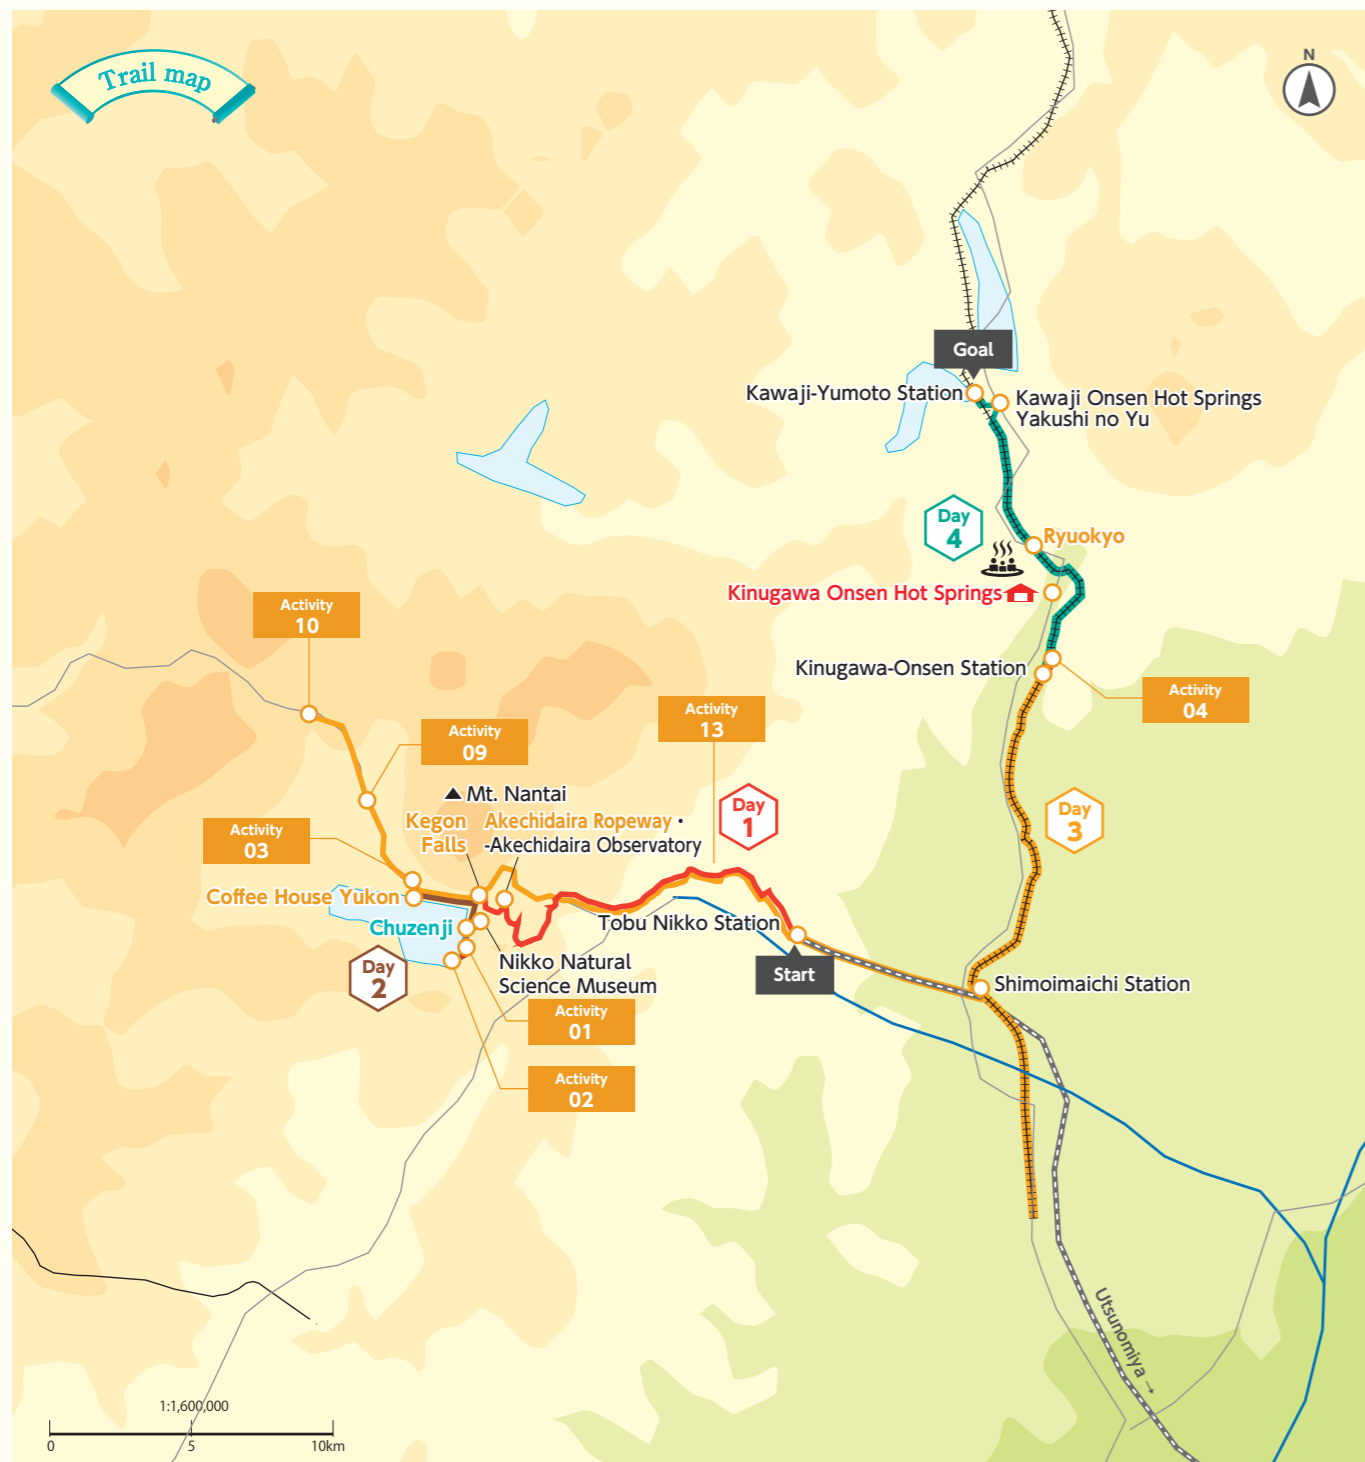 Trail map
N
Goal
Kawaji-Yumoto Station
Kawaji Onsen Hot Springs
Yakushi no Yu
Day
4
Ryuokyo
Kinugawa Onsen Hot Springs
Kinugawa-Onsen Station
Activity
04
Activity
10
Activity
13
Activity
09
Mt. Nantai
Day
1
Day
3
Kegon
Falls
Akechidaira Ropeway・
-Akechidaira Observatory
Activity
03
Coffee House Yukon
Chuzenji
Tobu Nikko Station
Day
2
Nikko Natural
Science Museum
Start
Shimoimaichi Station
Activity
01
Activity
02
Utsunomiya →
1:1,600,000
0 5 10km